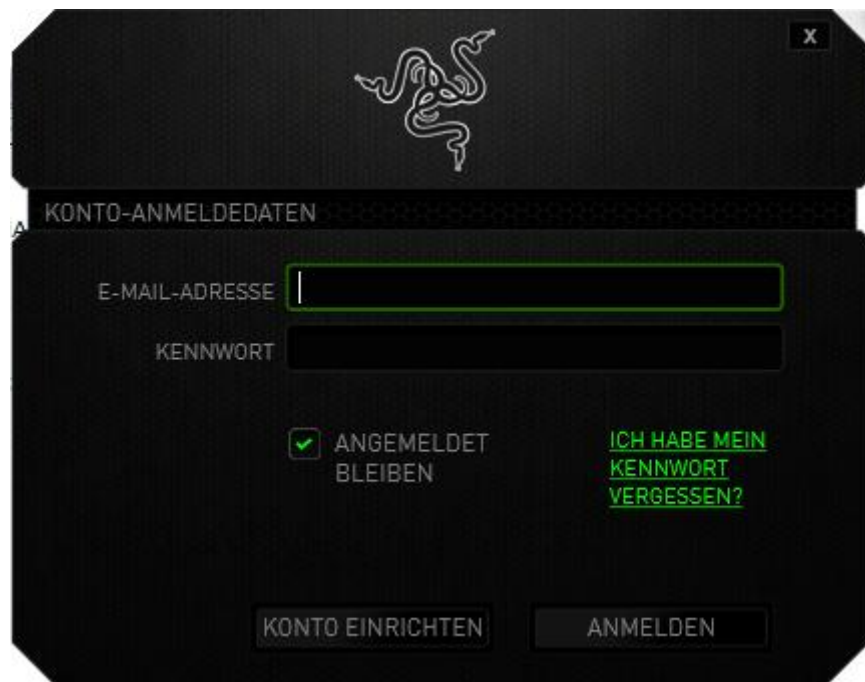 X
KONTO-ANMELDEDATEN
A
E-MAIL-ADRESSE
KENNWORT
ANGEMELDET
BLEIBEN
ICH HABE MEIN
KENNWORT
VERGESSEN?
KONTO EINRICHTEN
ANMELDEN